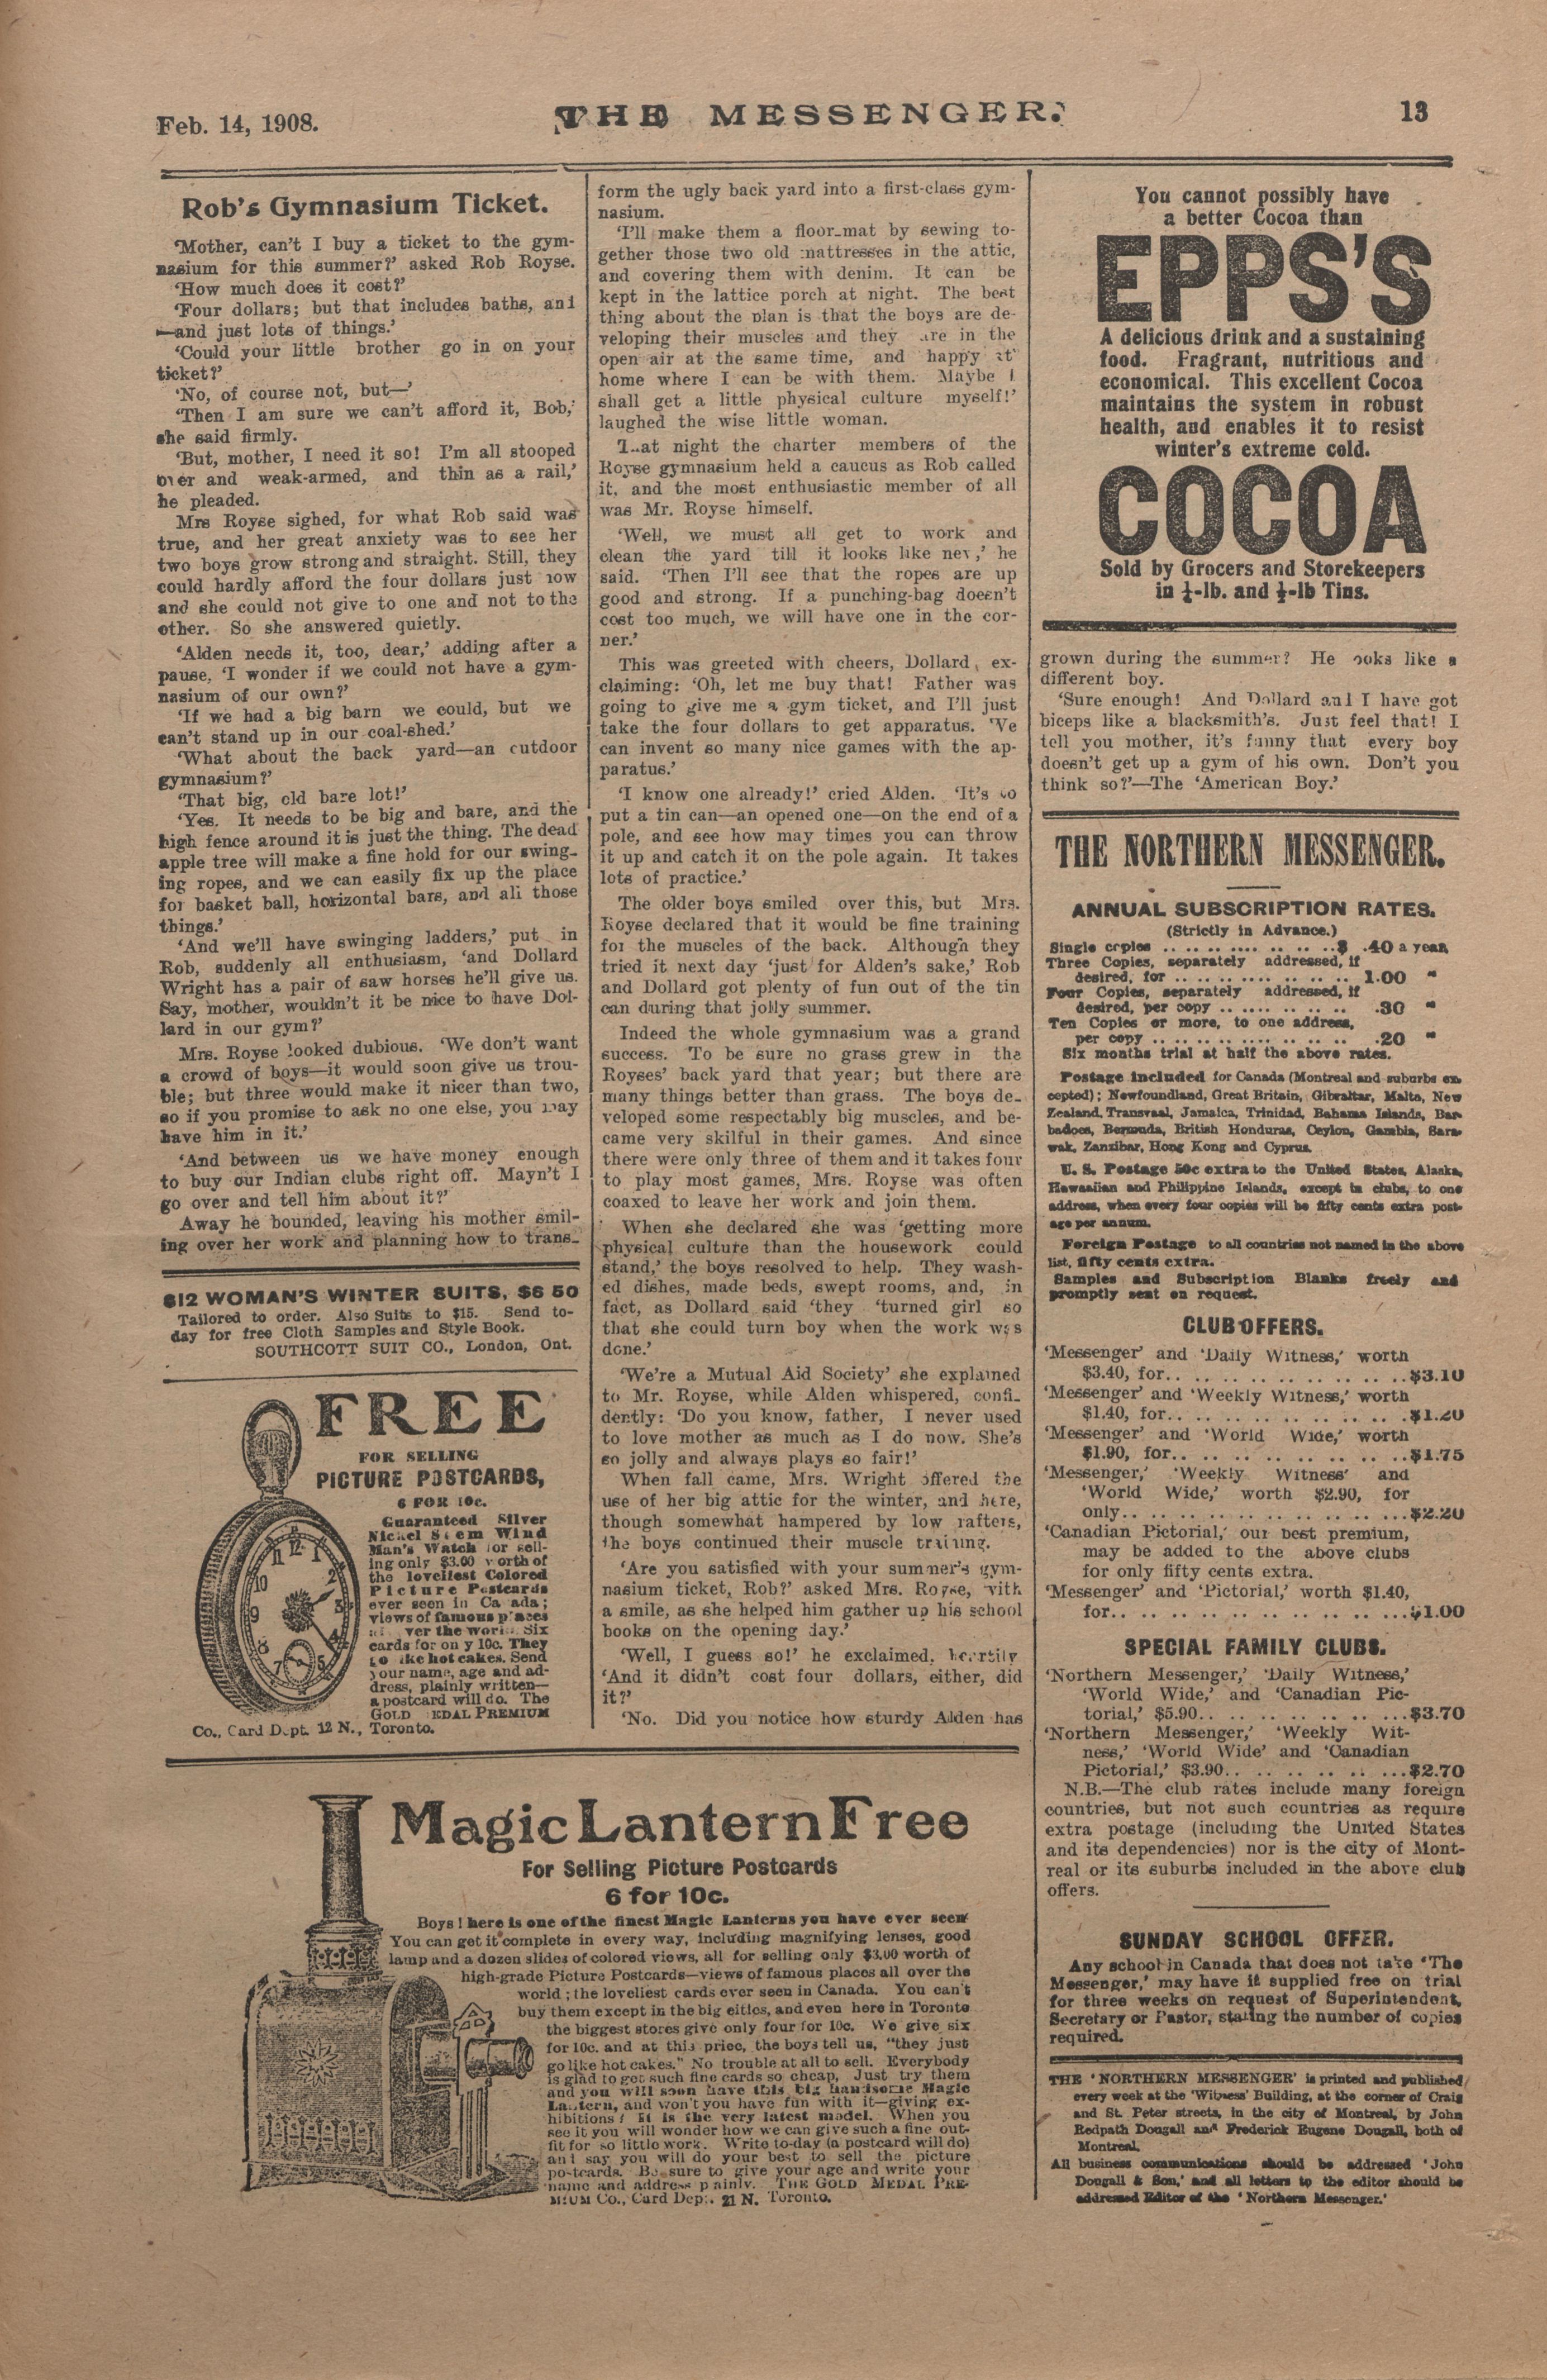 Feb. 14, 1908.
THE MESSENGER.
13
Rob's Gymnasium Ticket.
'Mother, can't I buy a ticket to the gym-
nasium for this summer?' asked Rob Royse.
'How much does it cost?'
'Four dollars; but that includes baths, and
—and just lots of things.'
'Could your little brother go in on your
ticket?'
'No, of course not, but—'
'Then I am sure we can't afford it, Bob,'
she said firmly.
'But, mother, I need it so! I'm all stooped
over and weak-armed, and thin as a rail,'
he pleaded.
Mrs Royse sighed, for what Rob said was
true, and her great anxiety was to see her
two boys grow strong and straight. Still, they
could hardly afford the four dollars just now
and she could not give to one and not to the
other. So she answered quietly.
'Alden needs it, too, dear,' adding after a
pause, 'I wonder if we could not have a gym-
nasium of our own?'
'If we had a big barn we could, but we
can't stand up in our coal-shed.'
'What about the back yard—an outdoor
gymnasium?'
'That big, old bare lot!'
'Yes. It needs to be big and bare, and the
high fence around it is just the thing. The dead
apple tree will make a fine hold for our swing-
ing ropes, and we can easily fix up the place
for basket ball, horizontal bars, and all those
things.'
'And we'll have swinging ladders,' put in
Rob, suddenly all enthusiasm, 'and Dollard
Wright has a pair of saw horses he'll give us.
Say, mother, wouldn't it be nice to have Dol-
lard in our gym?'
Mrs. Royse looked dubious. 'We don't want
a crowd of boys—it would soon give us trou-
ble; but three would make it nicer than two,
so if you promise to ask no one else, you may
have him in it.'
'And between us we have money enough
to buy our Indian clubs right off. Mayn't I
go over and tell him about it?'
Away he bounded, leaving his mother smil-
ing over her work and planning how to trans-
$12 WOMAN'S WINTER SUITS, $6 50
Tailored to order. Also Suits to $15. Send to-
day for free Cloth Samples and Style Book.
SOUTHCOTT SUIT CO., London, Ont.
FREE
FOR SELLING
PICTURE POSTCARDS,
6 FOR 10c.
Guaranteed Silver
Nickel Stem Wind
Man's Watch for sell-
ing only $3.00 worth of
the loveliest Colored
Picture Postcards
ever seen in Canada;
views of famous places
all over the world. Six
cards for only 10c. They
go like hot cakes. Send
your name, age and ad-
dress, plainly written—
a postcard will do. The
GOLD MEDAL PREMIUM
Co., Card Dept. 12 N., Toronto.
form the ugly back yard into a first-class gym-
nasium.
'I'll make them a floor-mat by sewing to-
gether those two old mattresses in the attic,
and covering them with denim. It can be
kept in the lattice porch at night. The best
thing about the plan is that the boys are de-
veloping their muscles and they are in the
open air at the same time, and happy at
home where I can be with them. Maybe I
shall get a little physical culture myself!'
laughed the wise little woman.
That night the charter members of the
Royse gymnasium held a caucus as Rob called
it, and the most enthusiastic member of all
was Mr. Royse himself.
'Well, we must all get to work and
clean the yard till it looks like new,' he
said. 'Then I'll see that the ropes are up
good and strong. If a punching-bag doesn't
cost too much, we will have one in the cor-
ner.'
This was greeted with cheers, Dollard, ex-
claiming: 'Oh, let me buy that! Father was
going to give me a gym ticket, and I'll just
take the four dollars to get apparatus. We
can invent so many nice games with the ap-
paratus.'
'I know one already!' cried Alden. 'It's to
put a tin can—an opened one—on the end of a
pole, and see how may times you can throw
it up and catch it on the pole again. It takes
lots of practice.'
The older boys smiled over this, but Mrs.
Royse declared that it would be fine training
for the muscles of the back. Although they
tried it next day 'just for Alden's sake,' Rob
and Dollard got plenty of fun out of the tin
can during that jolly summer.
Indeed the whole gymnasium was a grand
success. To be sure no grass grew in the
Royses' back yard that year; but there are
many things better than grass. The boys de-
veloped some respectably big muscles, and be-
came very skilful in their games. And since
there were only three of them and it takes four
to play most games, Mrs. Royse was often
coaxed to leave her work and join them.
When she declared she was 'getting more
physical culture than the housework could
stand,' the boys resolved to help. They wash-
ed dishes, made beds, swept rooms, and, in
fact, as Dollard said 'they 'turned girl so
that she could turn boy when the work was
done.'
'We're a Mutual Aid Society' she explained
to Mr. Royse, while Alden whispered, confi-
dently: 'Do you know, father, I never used
to love mother as much as I do now. She's
so jolly and always plays so fair!'
When fall came, Mrs. Wright offered the
use of her big attic for the winter, and here,
though somewhat hampered by low rafters,
the boys continued their muscle training.
'Are you satisfied with your summer's gym-
nasium ticket, Rob?' asked Mrs. Royse, with
a smile, as she helped him gather up his school
books on the opening day.'
'Well, I guess so!' he exclaimed, heartily
'And it didn't cost four dollars, either, did
it?'
'No. Did you notice how sturdy Alden has
Magic Lantern Free
For Selling Picture Postcards
6 for 10c.
Boys! here is one of the finest Magic Lanterns you have ever seen
You can get it complete in every way, including magnifying lenses, good
lamp and a dozen slides of colored views, all for selling only $3.00 worth of
high-grade Picture Postcards—views of famous places all over the
world; the loveliest cards ever seen in Canada. You can't
buy them except in the big cities, and even here in Toronto
the biggest stores give only four for 10c. We give six
for 10c. and at this price, the boys tell us, "they just
go like hot cakes." No trouble at all to sell. Everybody
is glad to get such fine cards so cheap, Just try them
and you will soon have this big handsome Magic
Lantern, and won't you have fun with it—giving ex-
hibitions! It is the very latest model. When you
see it you will wonder how we can give such a fine out-
fit for so little work. Write to-day (a postcard will do)
and say you will do your best to sell the picture
postcards. Be sure to give your age and write your
name and address plainly. THE GOLD MEDAL PRE-
MIUM Co., Card Dept. 21 N. Toronto.
You cannot possibly have
a better Cocoa than
EPPS'S
A delicious drink and a sustaining
food. Fragrant, nutritious and
economical. This excellent Cocoa
maintains the system in robust
health, and enables it to resist
winter's extreme cold.
COCOA
Sold by Grocers and Storekeepers
in ¼-lb. and ½-lb Tins.
grown during the summer? He looks like a
different boy.
'Sure enough! And Dollard and I have got
biceps like a blacksmith's. Just feel that! I
tell you mother, it's funny that every boy
doesn't get up a gym of his own. Don't you
think so?'—The 'American Boy.'
THE NORTHERN MESSENGER.
ANNUAL SUBSCRIPTION RATES.
(Strictly in Advance.)
Single copies .. .. .. .... .. .. ..$ .40 a year,
Three Copies, separately addressed, if
desired, for .. .. .. .. .. .. .. .. 1.00 "
Four Copies, separately addressed, if
desired, per copy .. .. .. .. .. .. .30 "
Ten Copies or more, to one address,
per copy .. .. .. .. .. .. .. .. .20 "
Six months trial at half the above rates.
Postage included for Canada (Montreal and suburbs ex-
cepted); Newfoundland, Great Britain, Gibraltar, Malta, New
Zealand, Transvaal, Jamaica, Trinidad, Bahama Islands, Bar-
badoes, Bermuda, British Honduras, Ceylon, Gambia, Sara-
wak, Zanzibar, Hong Kong and Cyprus.
U. S. Postage 50c extra to the United States, Alaska,
Hawaiian and Philippine Islands, except in clubs, to one
address, when every four copies will be fifty cents extra post-
age per annum.
Foreign Postage to all countries not named in the above
list, fifty cents extra.
Samples and Subscription Blanks freely and
promptly sent on request.
CLUB OFFERS.
'Messenger' and 'Daily Witness,' worth
$3.40, for.. .. .. .. .. .. .. .. ..$3.10
'Messenger' and 'Weekly Witness,' worth
$1.40, for.. .. .. .. .. .. .. .. ..$1.20
'Messenger' and 'World Wide,' worth
$1.90, for.. .. .. .. .. .. .. .. ..$1.75
'Messenger,' 'Weekly Witness' and
'World Wide,' worth $2.90, for
only.. .. .. .. .. .. .. .. .. ...$2.20
'Canadian Pictorial,' our best premium,
may be added to the above clubs
for only fifty cents extra.
'Messenger' and 'Pictorial,' worth $1.40,
for.. .. .. .. .. .. .. .. .. .. ...$1.00
SPECIAL FAMILY CLUBS.
'Northern Messenger,' 'Daily Witness,'
'World Wide,' and 'Canadian Pic-
torial,' $5.90.. .. .. .. .. .. .. ...$3.70
'Northern Messenger,' 'Weekly Wit-
ness,' 'World Wide' and 'Canadian
Pictorial,' $3.90.. .. .. .. .. .. ...$2.70
N.B.—The club rates include many foreign
countries, but not such countries as require
extra postage (including the United States
and its dependencies) nor is the city of Mont-
real or its suburbs included in the above club
offers.
SUNDAY SCHOOL OFFER.
Any school in Canada that does not take 'The
Messenger,' may have it supplied free on trial
for three weeks on request of Superintendent,
Secretary or Pastor, stating the number of copies
required.
THE 'NORTHERN MESSENGER' is printed and published
every week at the 'Witness' Building, at the corner of Craig
and St. Peter streets, in the city of Montreal, by John
Redpath Dougall and Frederick Eugene Dougall, both of
Montreal.
All business communications should be addressed 'John
Dougall & Son,' and all letters to the editor should be
addressed Editor of the 'Northern Messenger.'